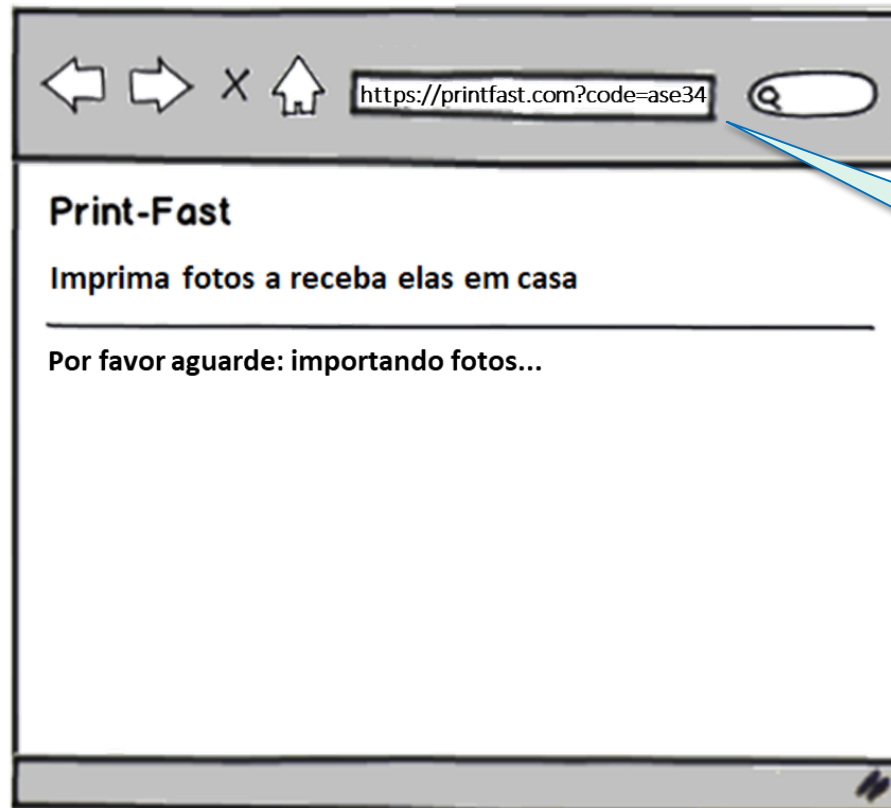 https://printfast.com?code=ase34
Print-Fast
Imprima fotos a receba elas em casa
Por favor aguarde: importando fotos...